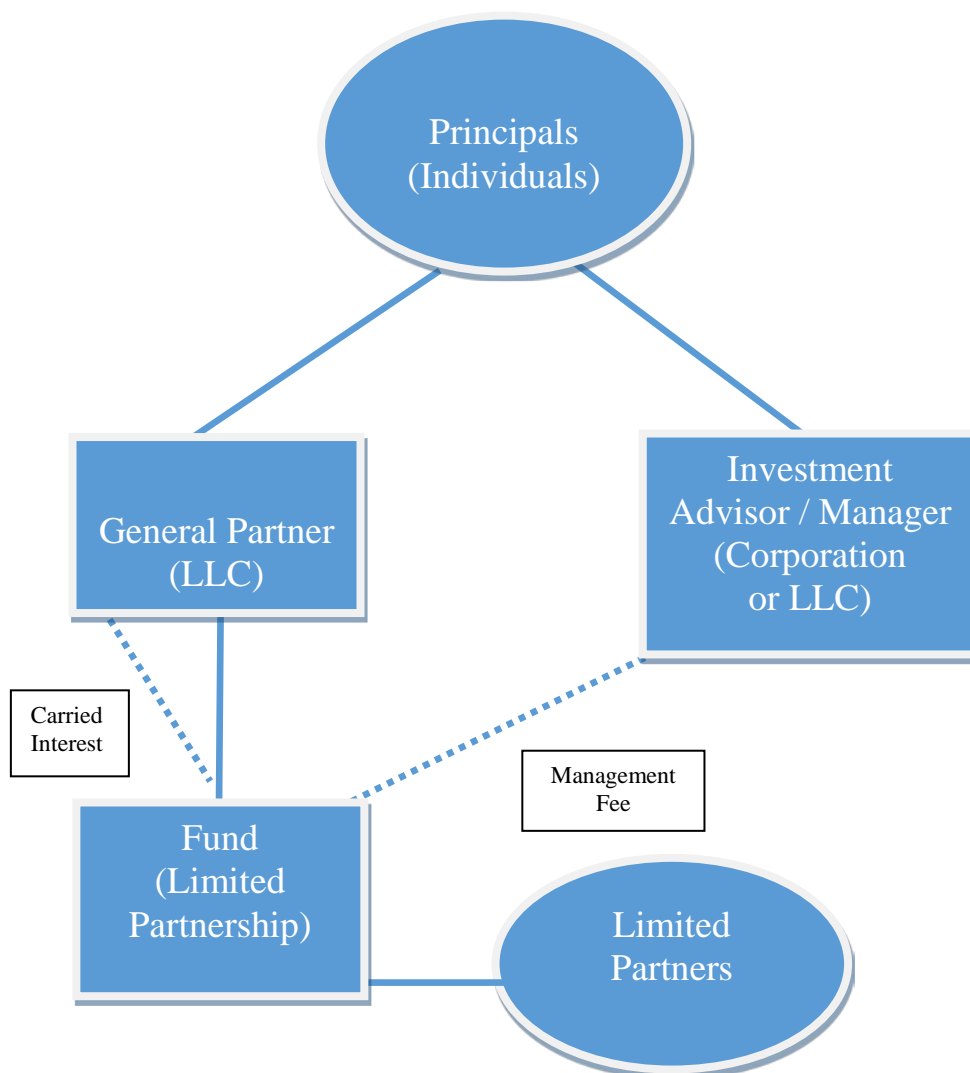 Principals
(Individuals)
General Partner
(LLC)
Investment
Advisor / Manager
(Corporation
or LLC)
Carried
Interest
Management
Fee
Fund
(Limited
Partnership)
Limited
Partners